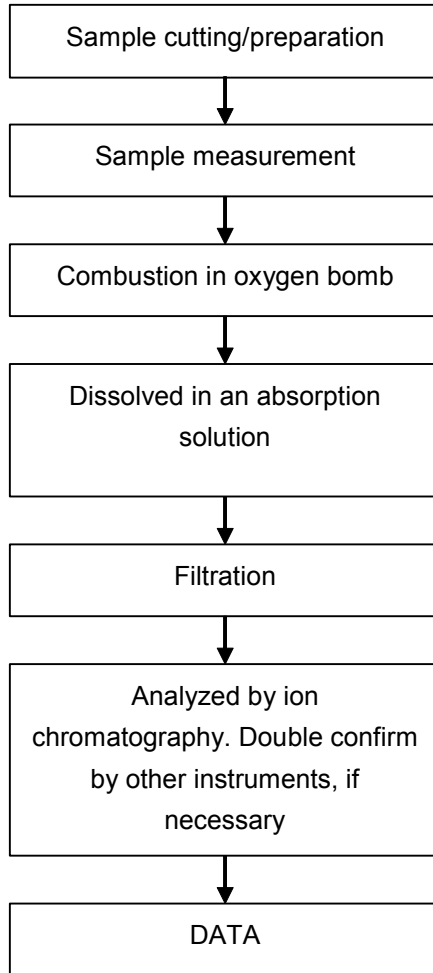 Sample cutting/preparation
Sample measurement
Combustion in oxygen bomb
Dissolved in an absorption
solution
Filtration
Analyzed by ion
chromatography. Double confirm
by other instruments, if
necessary
DATA